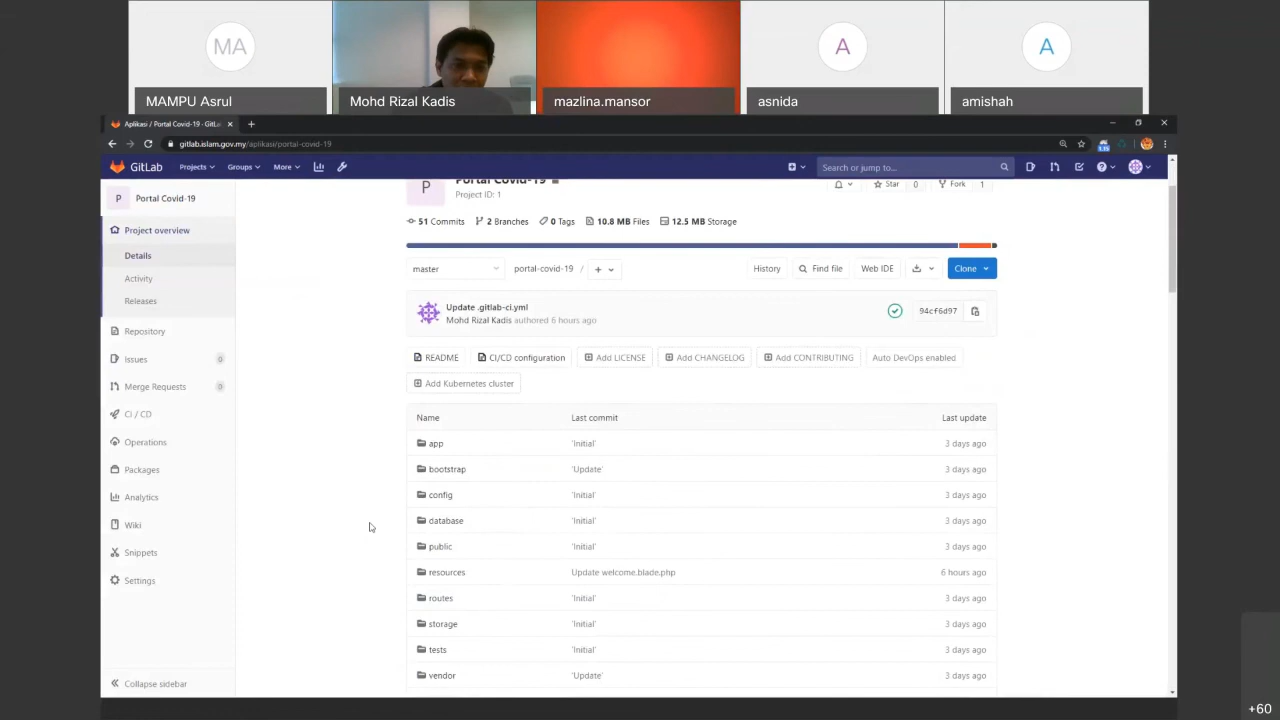 MA
A
A
MAMPU Asrul
Mohd Rizal Kadis
mazlina.mansor
asnida
amishah
Aplikasi / Portal Covid-19 · GitLa
gitlab.islam.gov.my/aplikasi/portal-covid-19
GitLab
Projects
Groups
More
Search or jump to...
P
Portal Covid-19
P
Portal Covid-19
Project ID: 1
Star
0
Fork
1
51 Commits
2 Branches
0 Tags
10.8 MB Files
12.5 MB Storage
Project overview
Details
Activity
Releases
Repository
Issues
0
Merge Requests
0
CI / CD
Operations
Packages
Analytics
Wiki
Snippets
Settings
Collapse sidebar
master
portal-covid-19 /
History
Find file
Web IDE
Clone
Update .gitlab-ci.yml
Mohd Rizal Kadis authored 6 hours ago
94cf6d97
README
CI/CD configuration
Add LICENSE
Add CHANGELOG
Add CONTRIBUTING
Auto DevOps enabled
Add Kubernetes cluster
Name Last commit Last update
app 'Initial' 3 days ago
bootstrap 'Update' 3 days ago
config 'Initial' 3 days ago
database 'Initial' 3 days ago
public 'Initial' 3 days ago
resources Update welcome.blade.php 6 hours ago
routes 'Initial' 3 days ago
storage 'Initial' 3 days ago
tests 'Initial' 3 days ago
vendor 'Update' 3 days ago
+60